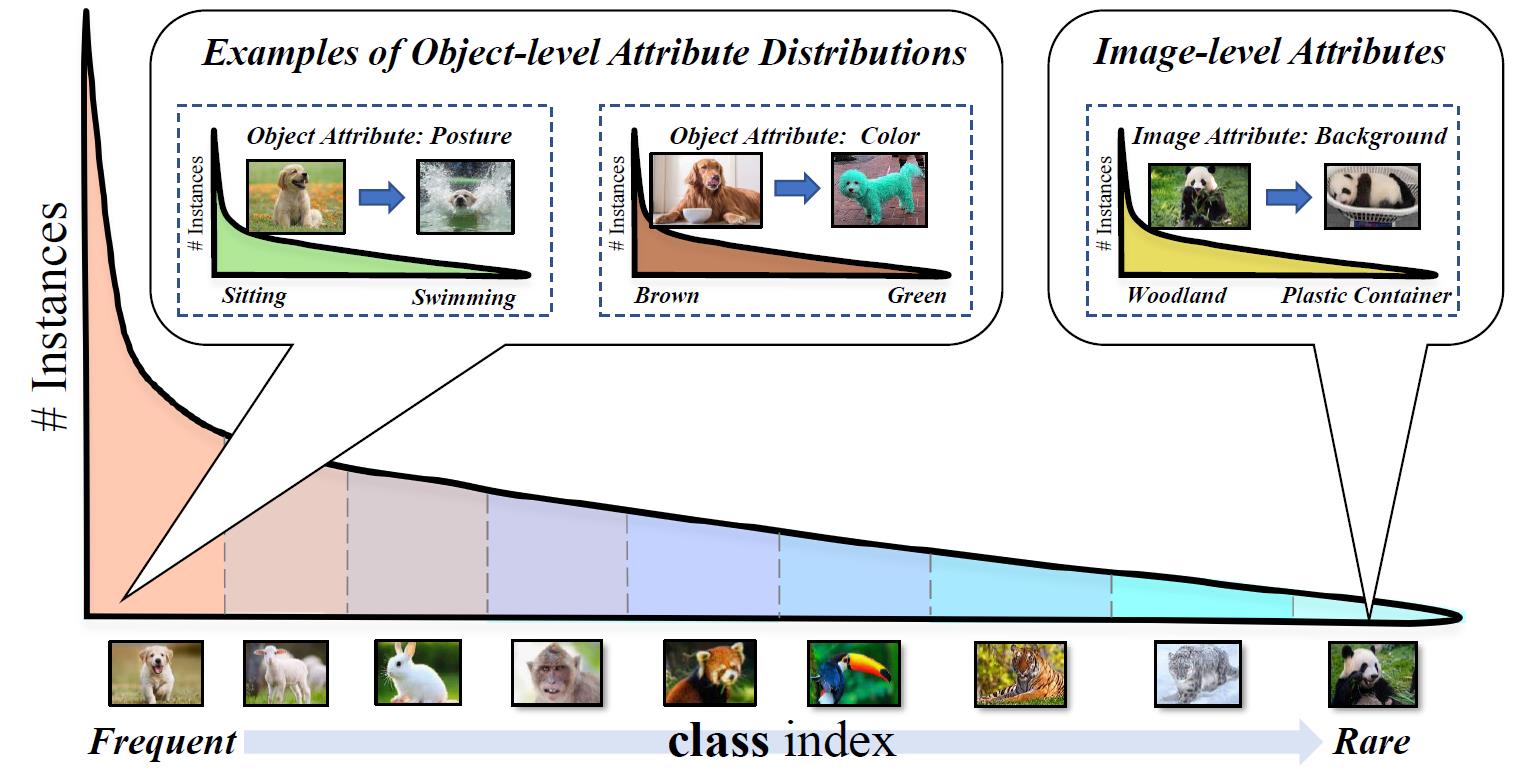 # Instances
Examples of Object-level Attribute Distributions
# Instances
Object Attribute: Posture
Sitting
Swimming
# Instances
Object Attribute: Color
Brown
Green
Image-level Attributes
# Instances
Image Attribute: Background
Woodland
Plastic Container
Frequent
class index
Rare